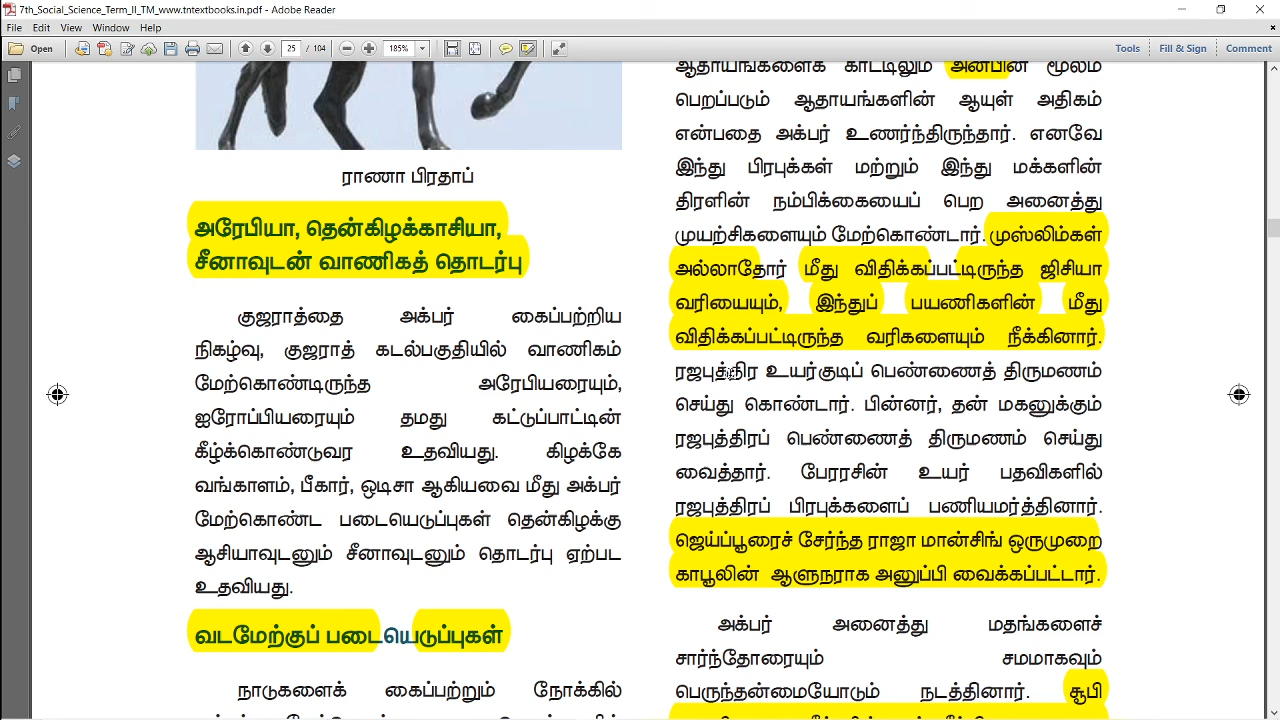 7th_Social_Science_Term_II_TM_www.tntextbooks.in.pdf - Adobe Reader
File Edit View Window Help
Open 25 / 104 185% Tools Fill & Sign Comment
ராணா பிரதாப்
அரேபியா, தென்கிழக்காசியா,
சீனாவுடன் வாணிகத் தொடர்பு
குஜராத்தை அக்பர் கைப்பற்றிய
நிகழ்வு, குஜராத் கடல்பகுதியில் வாணிகம்
மேற்கொண்டிருந்த அரேபியரையும்,
ஐரோப்பியரையும் தமது கட்டுப்பாட்டின்
கீழ்க்கொண்டுவர உதவியது. கிழக்கே
வங்காளம், பீகார், ஒடிசா ஆகியவை மீது அக்பர்
மேற்கொண்ட படையெடுப்புகள் தென்கிழக்கு
ஆசியாவுடனும் சீனாவுடனும் தொடர்பு ஏற்பட
உதவியது.
வடமேற்குப் படையெடுப்புகள்
நாடுகளைக் கைப்பற்றும் நோக்கில்
ஆதாயங்களைக் காட்டிலும் அன்பின் மூலம்
பெறப்படும் ஆதாயங்களின் ஆயுள் அதிகம்
என்பதை அக்பர் உணர்ந்திருந்தார். எனவே
இந்து பிரபுக்கள் மற்றும் இந்து மக்களின்
திரளின் நம்பிக்கையைப் பெற அனைத்து
முயற்சிகளையும் மேற்கொண்டார். முஸ்லிம்கள்
அல்லாதோர் மீது விதிக்கப்பட்டிருந்த ஜிசியா
வரியையும், இந்துப் பயணிகளின் மீது
விதிக்கப்பட்டிருந்த வரிகளையும் நீக்கினார்.
ரஜபுத்திர உயர்குடிப் பெண்ணைத் திருமணம்
செய்து கொண்டார். பின்னர், தன் மகனுக்கும்
ரஜபுத்திரப் பெண்ணைத் திருமணம் செய்து
வைத்தார். பேரரசின் உயர் பதவிகளில்
ரஜபுத்திரப் பிரபுக்களைப் பணியமர்த்தினார்.
ஜெய்ப்பூரைச் சேர்ந்த ராஜா மான்சிங் ஒருமுறை
காபூலின் ஆளுநராக அனுப்பி வைக்கப்பட்டார்.
அக்பர் அனைத்து மதங்களைச்
சார்ந்தோரையும் சமமாகவும்
பெருந்தன்மையோடும் நடத்தினார். சூபி